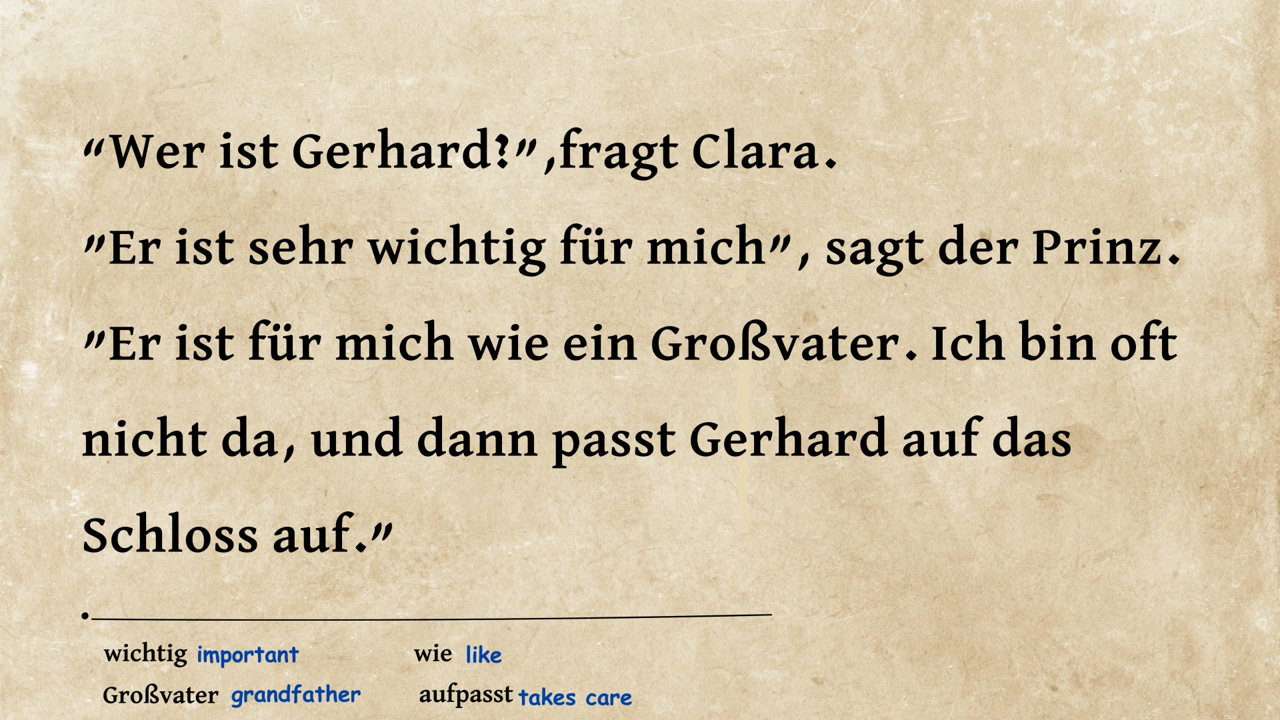 “Wer ist Gerhard?”,fragt Clara.
”Er ist sehr wichtig für mich”, sagt der Prinz.
”Er ist für mich wie ein Großvater. Ich bin oft
nicht da, und dann passt Gerhard auf das
Schloss auf.”
wichtig important wie like
Großvater grandfather aufpasst takes care